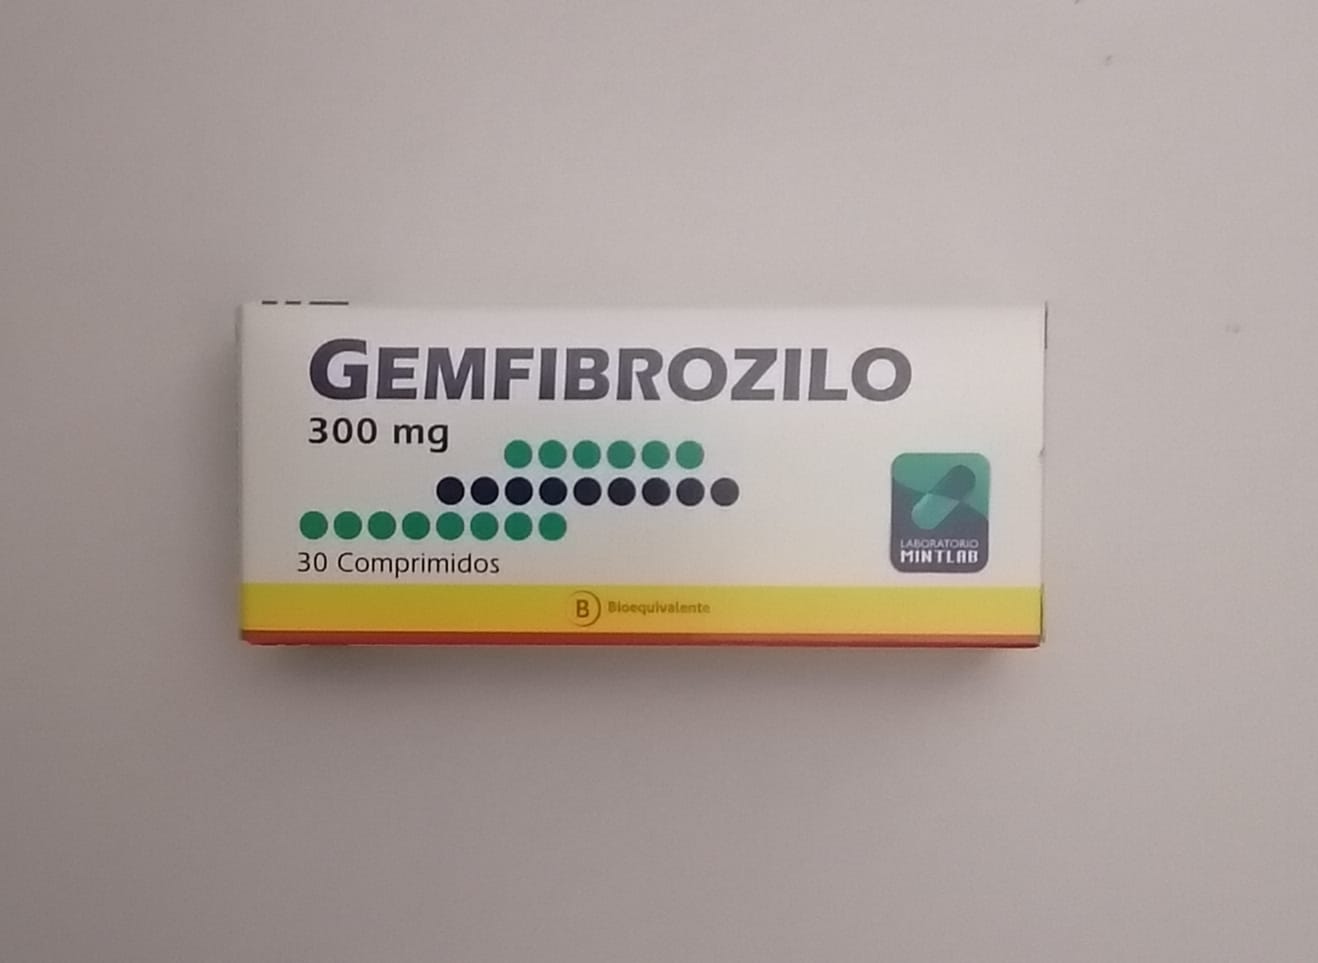 GEMFIBROZILO
300 mg
30 Comprimidos
LABORATORIO
MINTLAB
B Bioequivalente